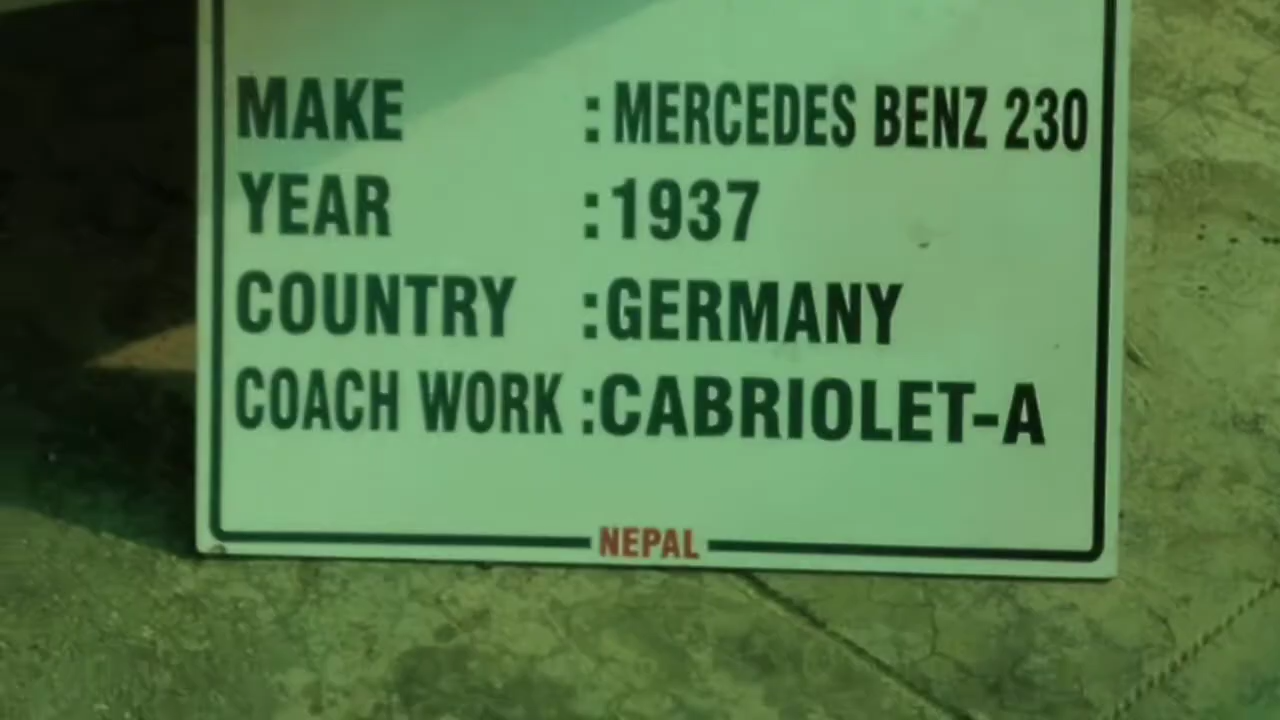 MAKE : MERCEDES BENZ 230
YEAR : 1937
COUNTRY : GERMANY
COACH WORK : CABRIOLET-A
NEPAL